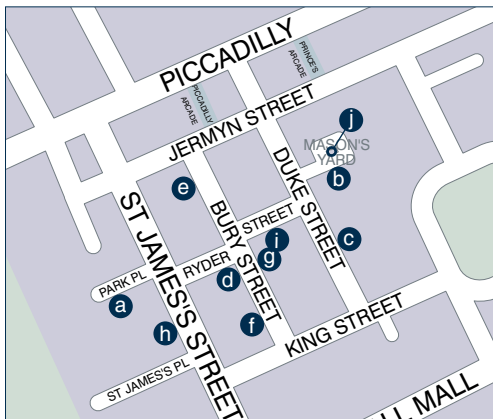 PICCADILLY
PRINCE'S
ARCADE
PICCADILLY
ARCADE
JERMYN STREET
j
MASON'S
YARD
b
e
DUKE STREET
ST JAMES'S STREET
BURY STREET
RYDER STREET
c
i
g
PARK PL
d
a
h
f
KING STREET
ST JAMES'S PL
LL MALL